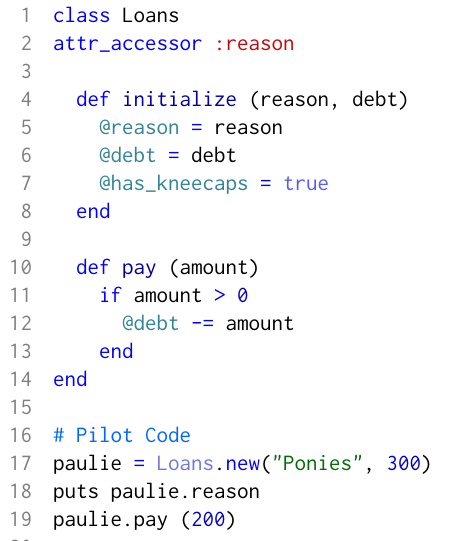 1 class Loans
2 attr_accessor :reason
3
4 def initialize (reason, debt)
5 @reason = reason
6 @debt = debt
7 @has_kneecaps = true
8 end
9
10 def pay (amount)
11 if amount > 0
12 @debt -= amount
13 end
14 end
15
16 # Pilot Code
17 paulie = Loans.new("Ponies", 300)
18 puts paulie.reason
19 paulie.pay (200)